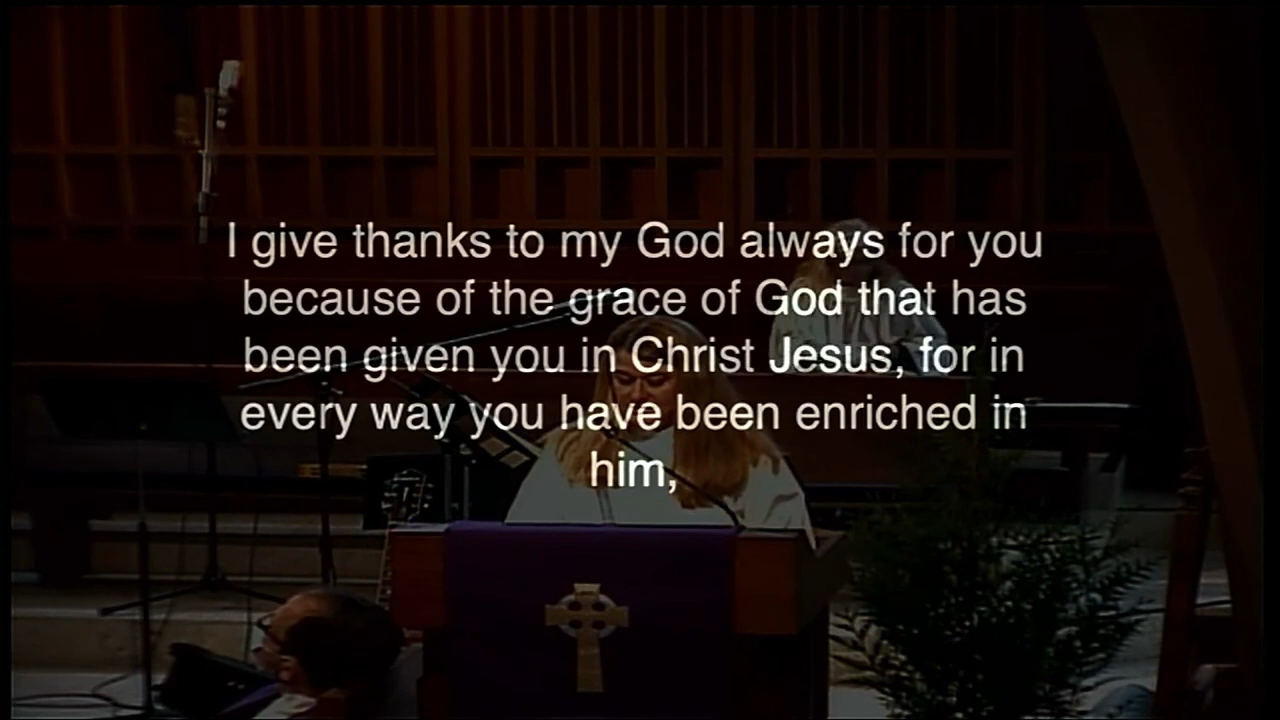 I give thanks to my God always for you
because of the grace of God that has
been given you in Christ Jesus, for in
every way you have been enriched in
him,